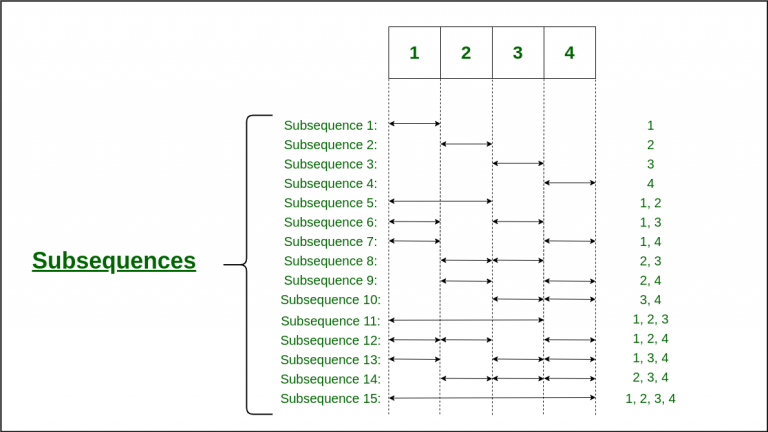 1 2 3 4
Subsequence 1: 1
Subsequence 2: 2
Subsequence 3: 3
Subsequence 4: 4
Subsequence 5: 1, 2
Subsequence 6: 1, 3
Subsequence 7: 1, 4
Subsequence 8: 2, 3
Subsequences
Subsequence 9: 2, 4
Subsequence 10: 3, 4
Subsequence 11: 1, 2, 3
Subsequence 12: 1, 2, 4
Subsequence 13: 1, 3, 4
Subsequence 14: 2, 3, 4
Subsequence 15: 1, 2, 3, 4